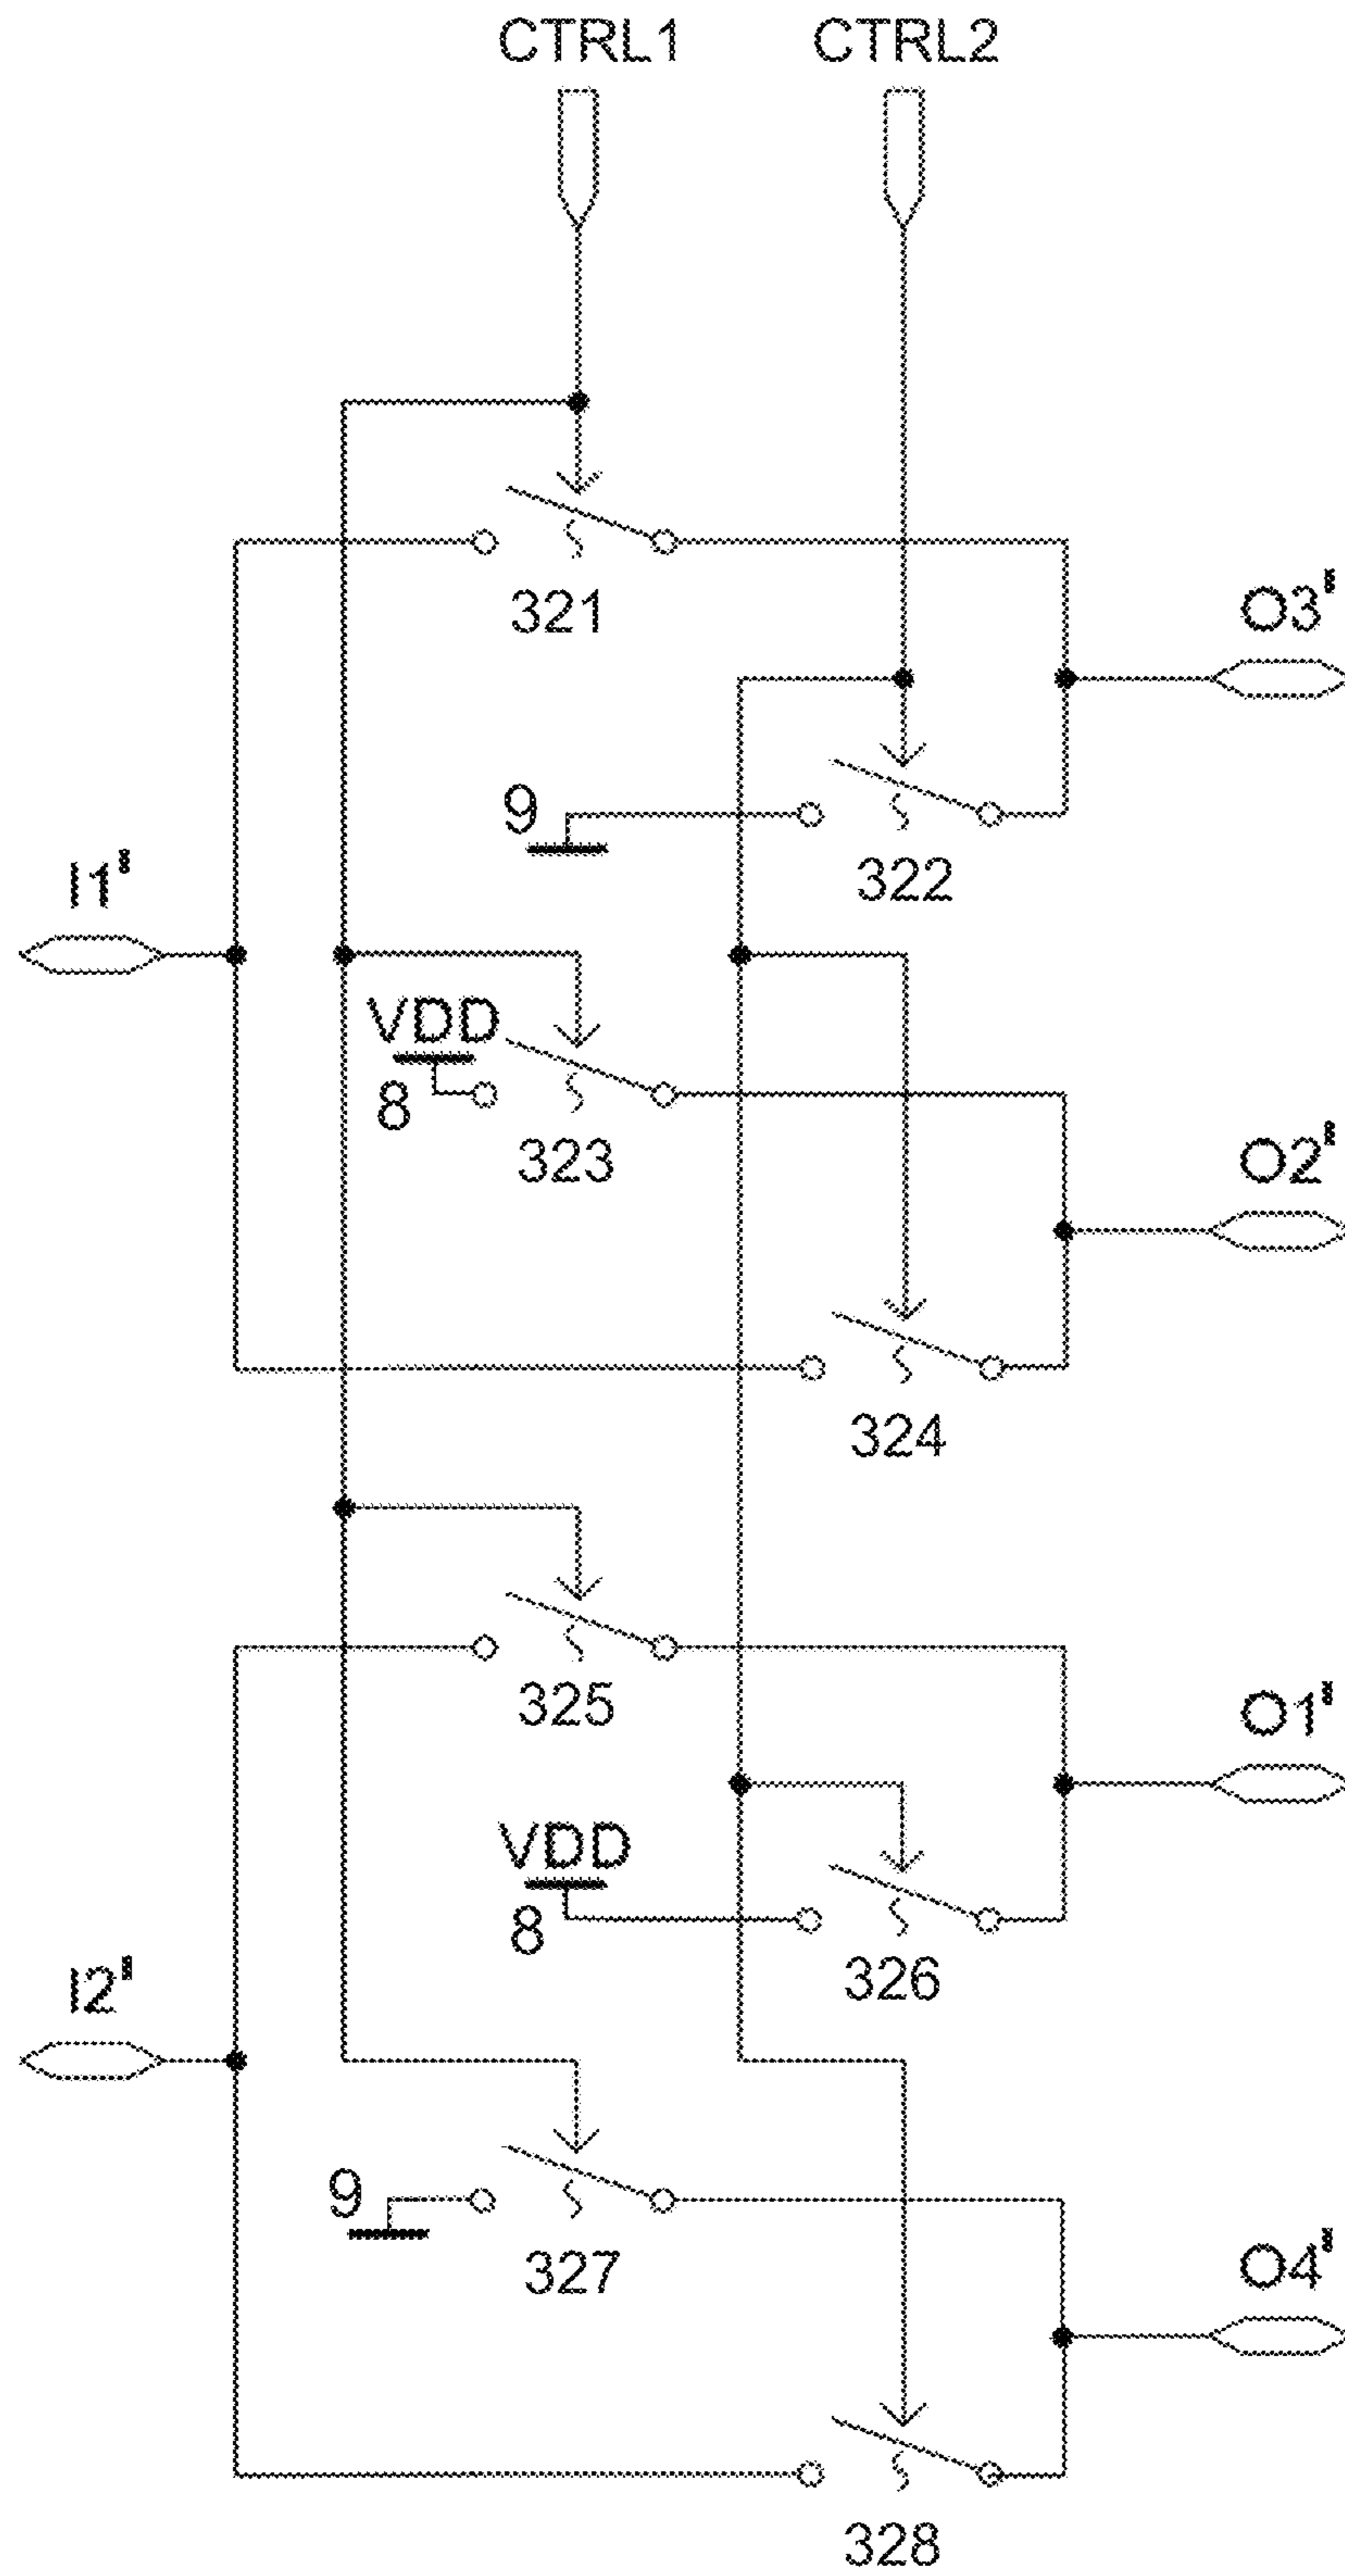 CTRL1 CTRL2
321
O3"
9
322
I1"
VDD
8
323
O2"
324
325
O1"
VDD
8
326
I2"
9
327
O4"
328